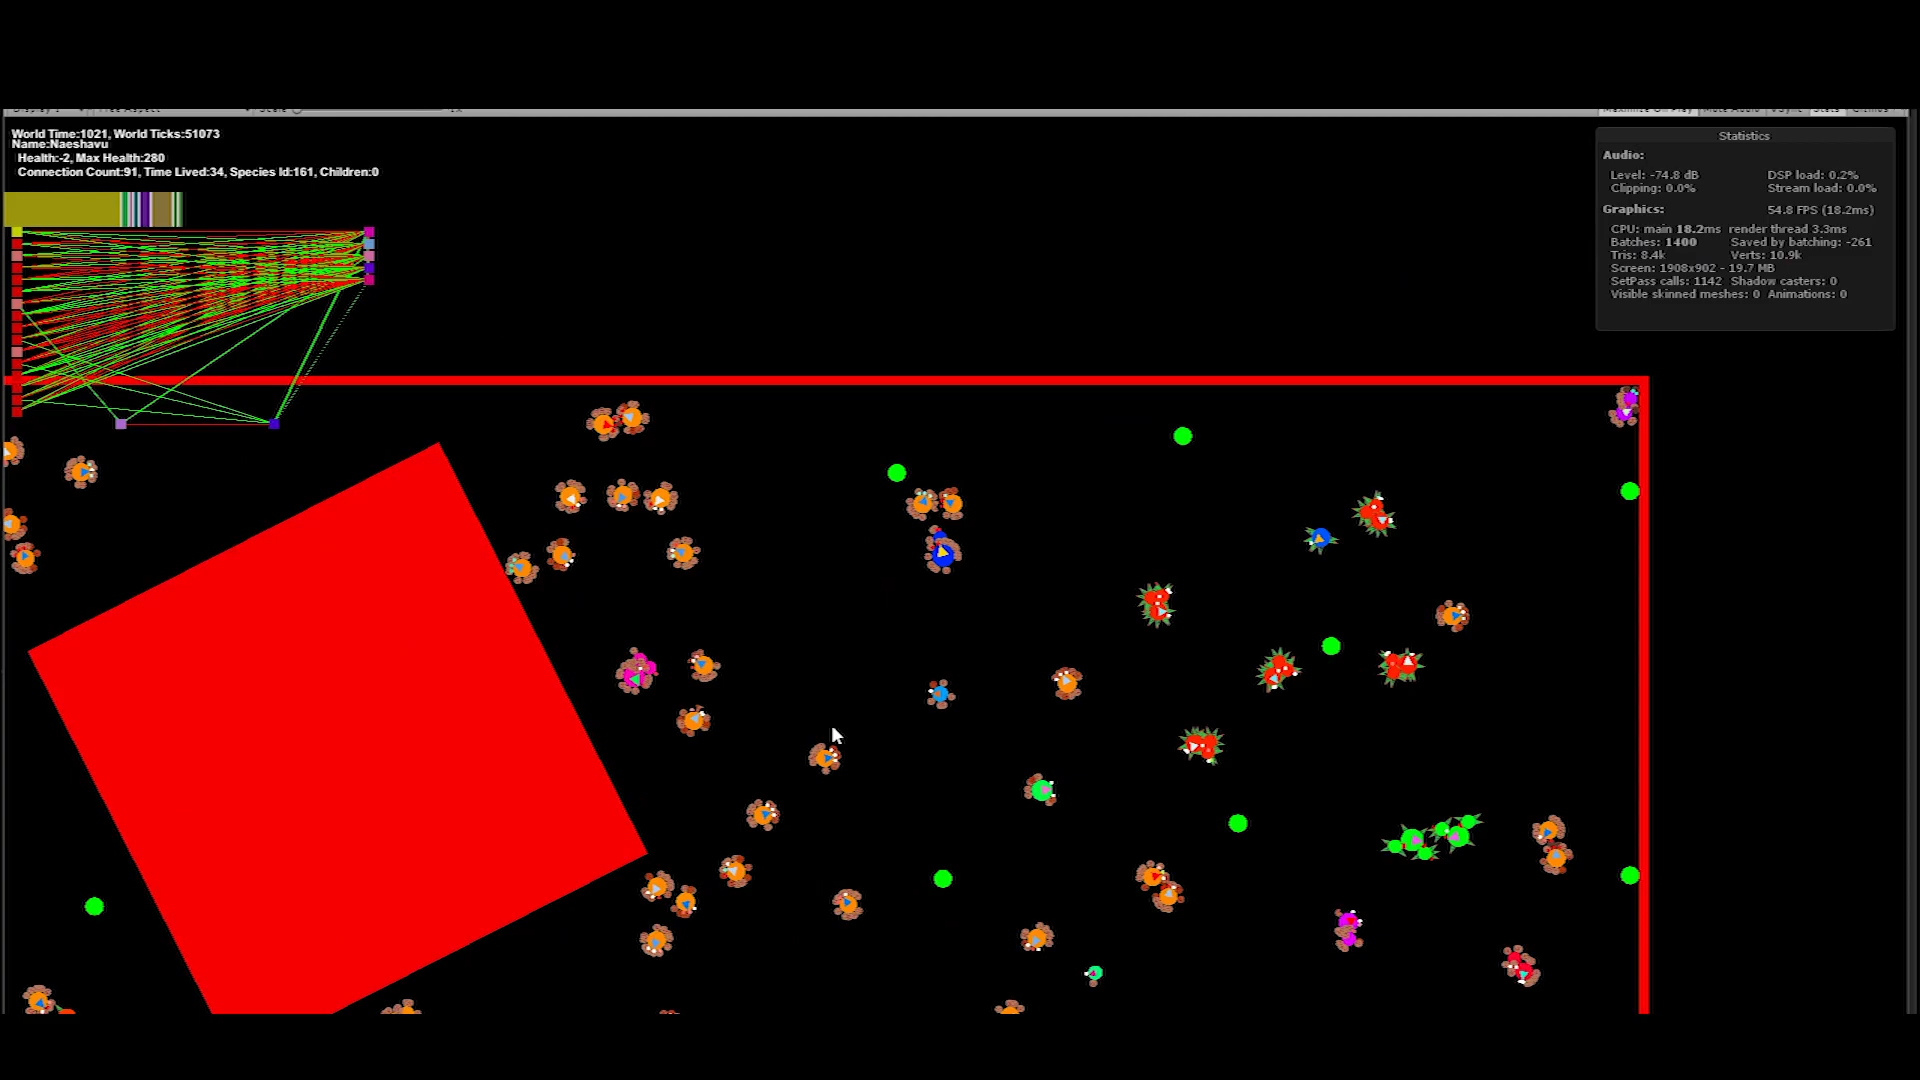 World Time:1021, World Ticks:51073
Name:Naeshavu
Health:-2, Max Health:280
Connection Count:91, Time Lived:34, Species Id:161, Children:0
Statistics
Audio:
Level: -74.8 dB DSP load: 0.2%
Clipping: 0.0% Stream load: 0.0%
Graphics: 54.8 FPS (18.2ms)
CPU: main 18.2ms render thread 3.3ms
Batches: 1400 Saved by batching: -261
Tris: 8.4k Verts: 10.9k
Screen: 1908x902 - 19.7 MB
SetPass calls: 1142 Shadow casters: 0
Visible skinned meshes: 0 Animations: 0